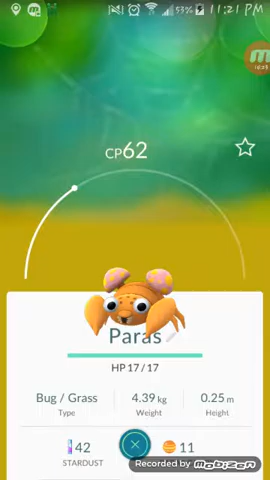 53% 11:21 PM
CP62
Paras
HP 17 / 17
Bug / Grass 4.39 kg 0.25 m
Type Weight Height
42 11
STARDUST
Recorded by mobizen